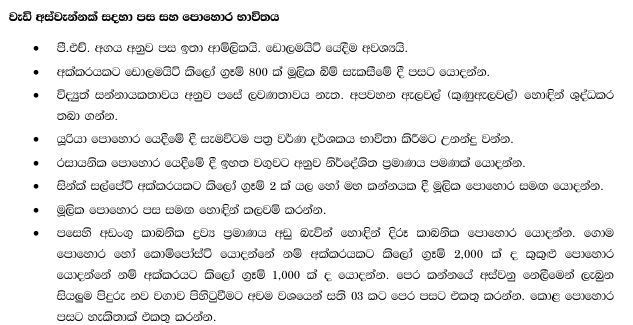 වැඩි අස්වැන්නක් සඳහා පස සහ පොහොර භාවිතය
• පී.එච්. අගය අනුව පස ඉතා ආම්ලිකයි. ඩොලමයිට් යෙදීම අවශ්‍යයි.
• අක්කරයකට ඩොලමයිට් කිලෝ ග්‍රෑම් 800 ක් මූලික බිම් සැකසීමේ දී පසට යොදන්න.
• විද්‍යුත් සන්නායකතාවය අනුව පසේ ලවණතාවය නැත. අපවහන ඇලවල් (කුණුඇලවල්) හොඳින් ශුද්ධකර
තබා ගන්න.
• යූරියා පොහොර යෙදීමේ දී සැමවිටම පත්‍ර වර්ණ දර්ශකය භාවිතා කිරීමට උනන්දු වන්න.
• රසායනික පොහොර යෙදීමේ දී ඉහත වගුවට අනුව නිර්දේශිත ප්‍රමාණය පමණක් යොදන්න.
• සින්ක් සල්පේට් අක්කරයකට කිලෝ ග්‍රෑම් 2 ක් යල හෝ මහ කන්නයක දී මූලික පොහොර සමඟ යොදන්න.
• මූලික පොහොර පස සමඟ හොඳින් කලවම් කරන්න.
• පසෙහි අඩංගු කාබනික ද්‍රව්‍ය ප්‍රමාණය අඩු බැවින් හොඳින් දිරූ කාබනික පොහොර යොදන්න. ගොම
පොහොර හෝ කොම්පෝස්ට් යොදන්නේ නම් අක්කරයකට කිලෝ ග්‍රෑම් 2,000 ක් ද කුකුළු පොහොර
යොදන්නේ නම් අක්කරයට කිලෝ ග්‍රෑම් 1,000 ක් ද යොදන්න. පෙර කන්නයේ අස්වනු නෙලීමෙන් ලැබුන
සියලුම පිදුරු නව වගාව පිහිටුවීමට අවම වශයෙන් සති 03 කට පෙර පසට එකතු කරන්න. කොළ පොහොර
පසට හැකිතාක් එකතු කරන්න.